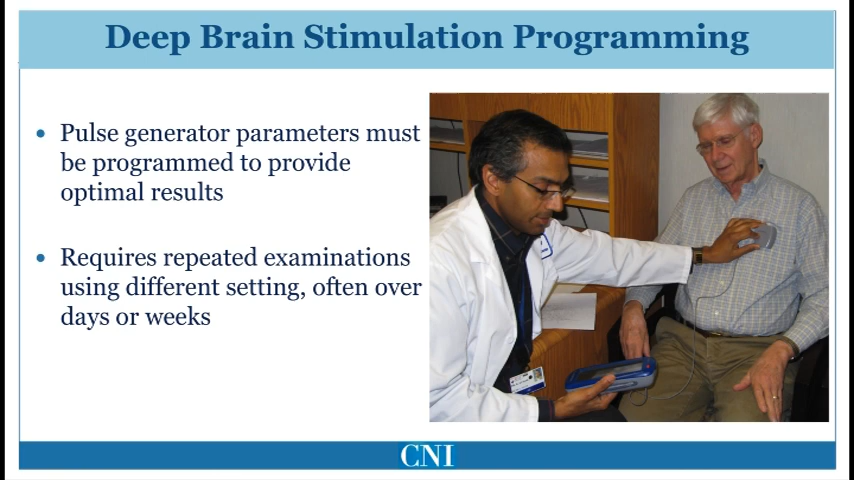 Deep Brain Stimulation Programming
• Pulse generator parameters must
be programmed to provide
optimal results
• Requires repeated examinations
using different setting, often over
days or weeks
CNI